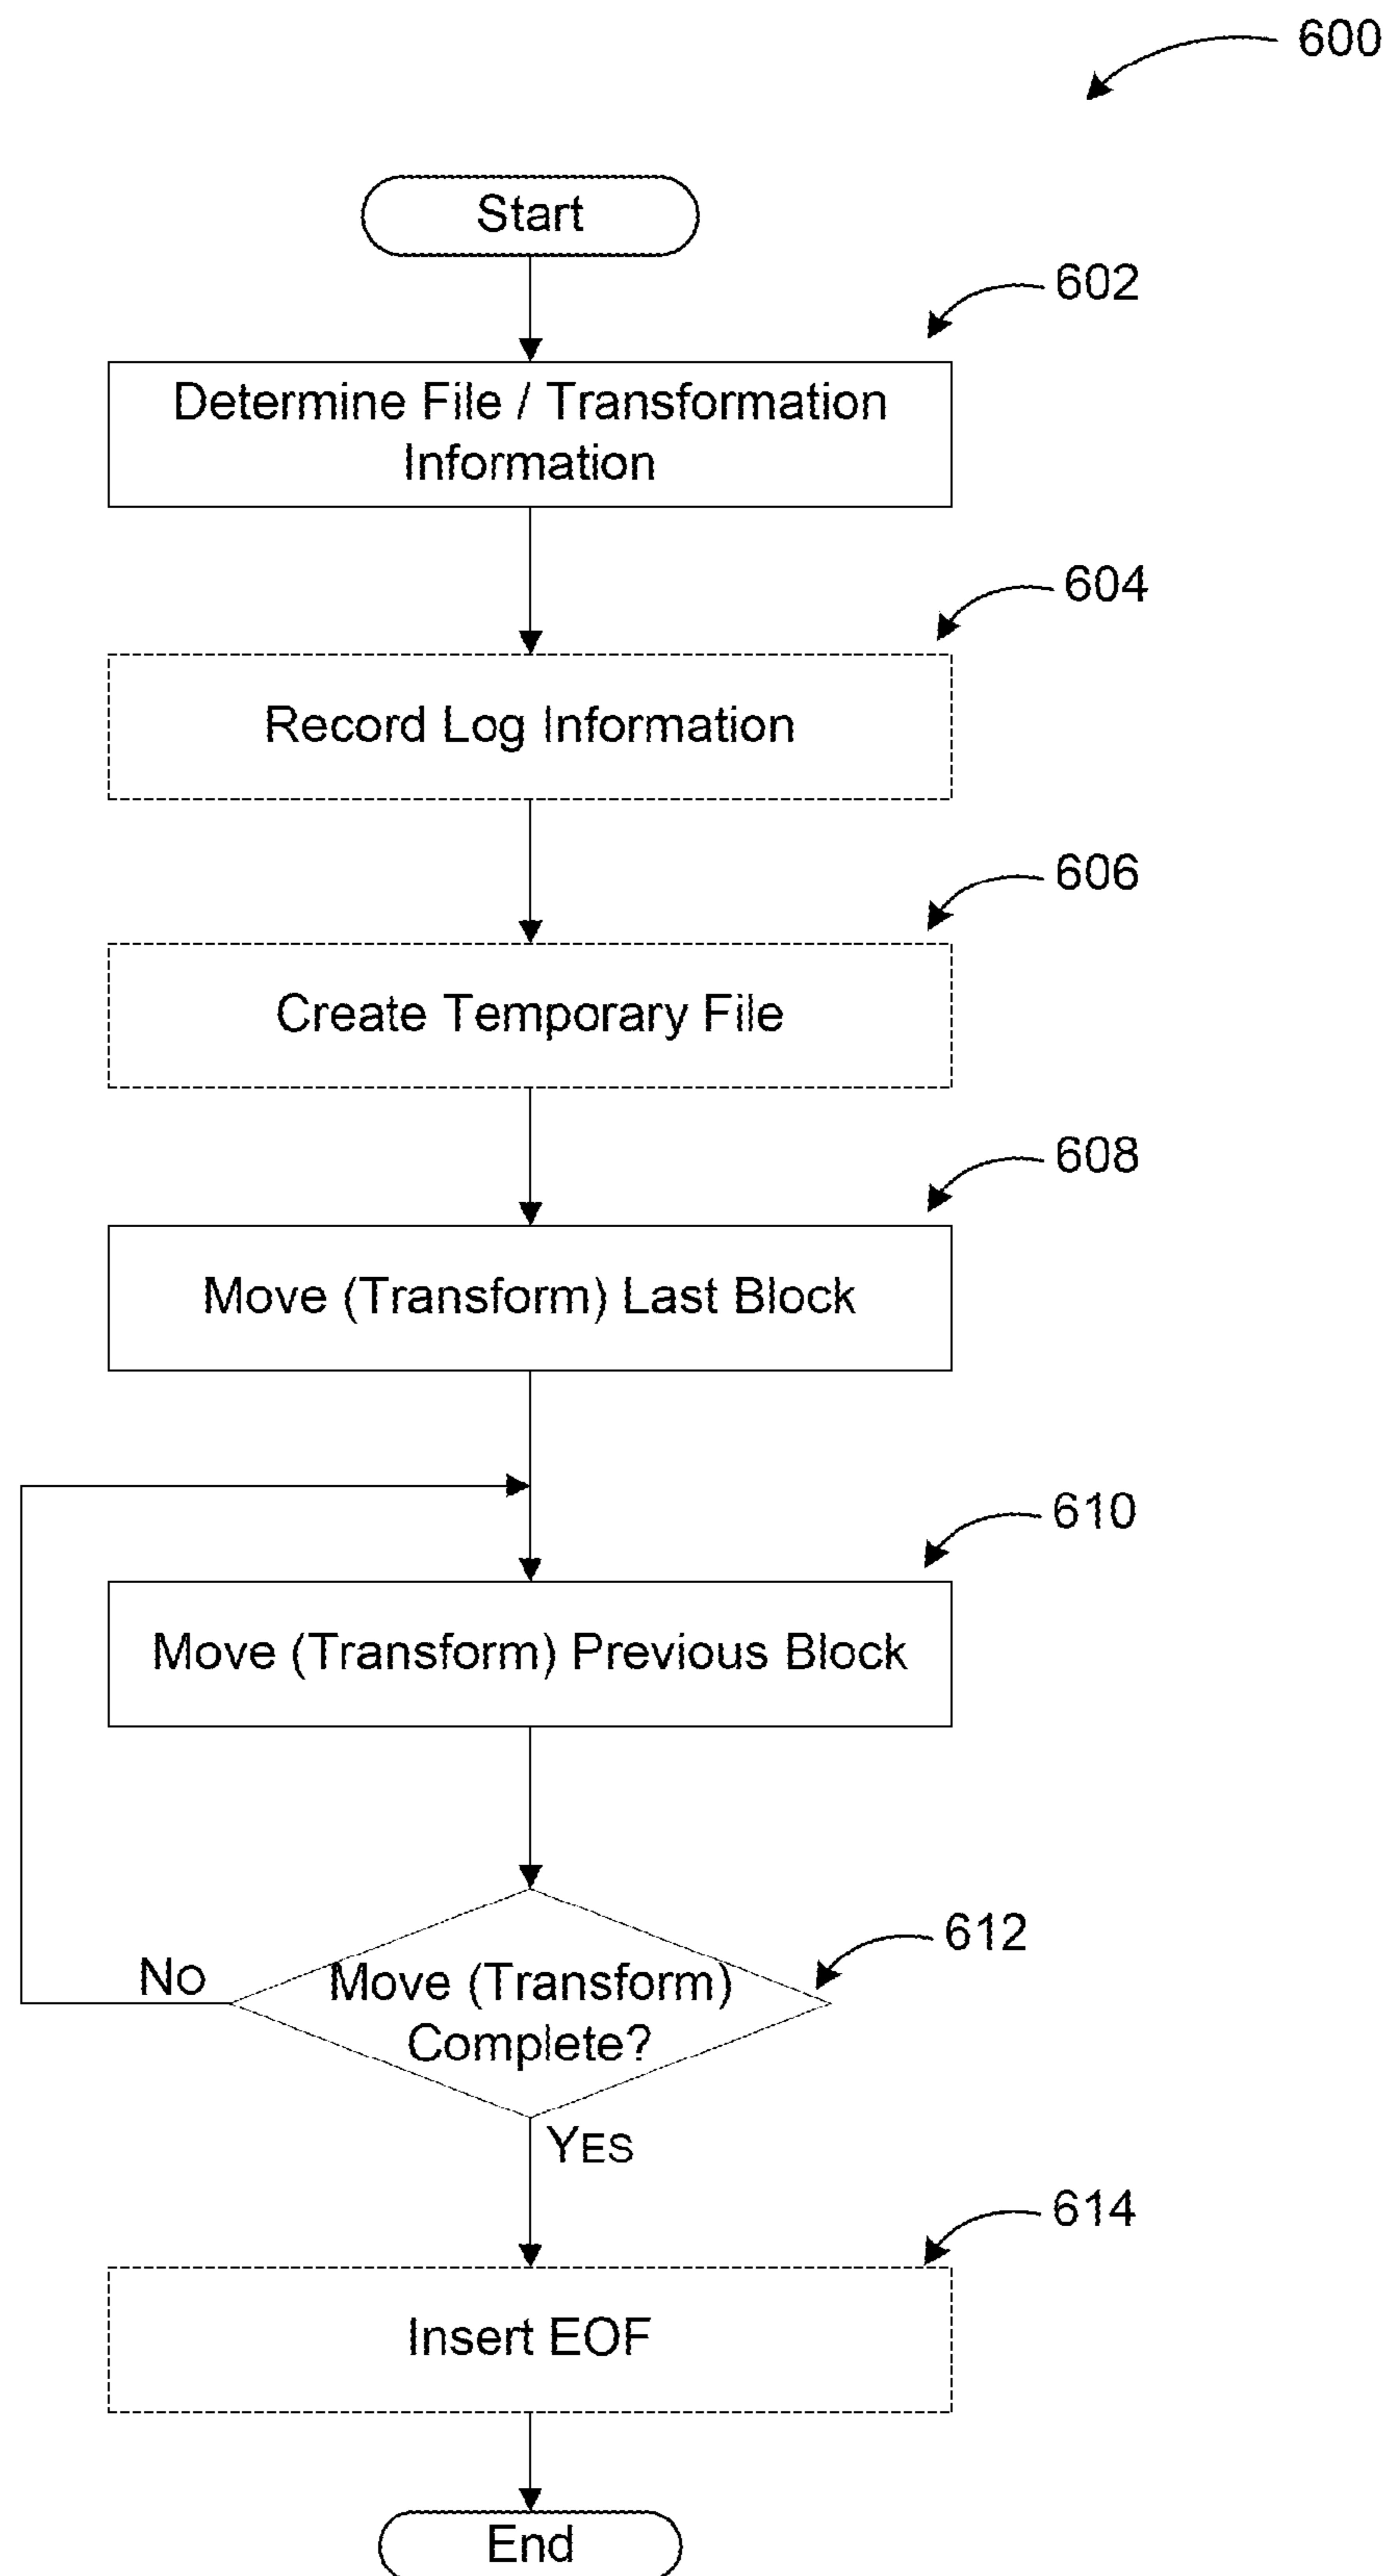 600
Start
602
Determine File / Transformation
Information
604
Record Log Information
606
Create Temporary File
608
Move (Transform) Last Block
610
Move (Transform) Previous Block
612
No
Move (Transform)
Complete?
YES
614
Insert EOF
End